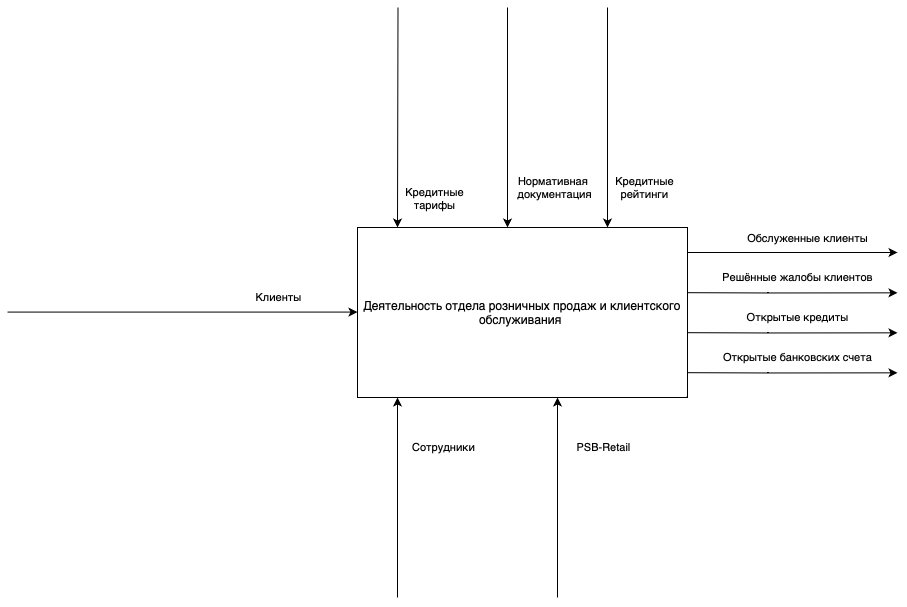 Кредитные
тарифы
Нормативная
документация
Кредитные
рейтинги
Обслуженные клиенты
Решённые жалобы клиентов
Клиенты
Деятельность отдела розничных продаж и клиентского
обслуживания
Открытые кредиты
Открытые банковских счета
Сотрудники
PSB-Retail